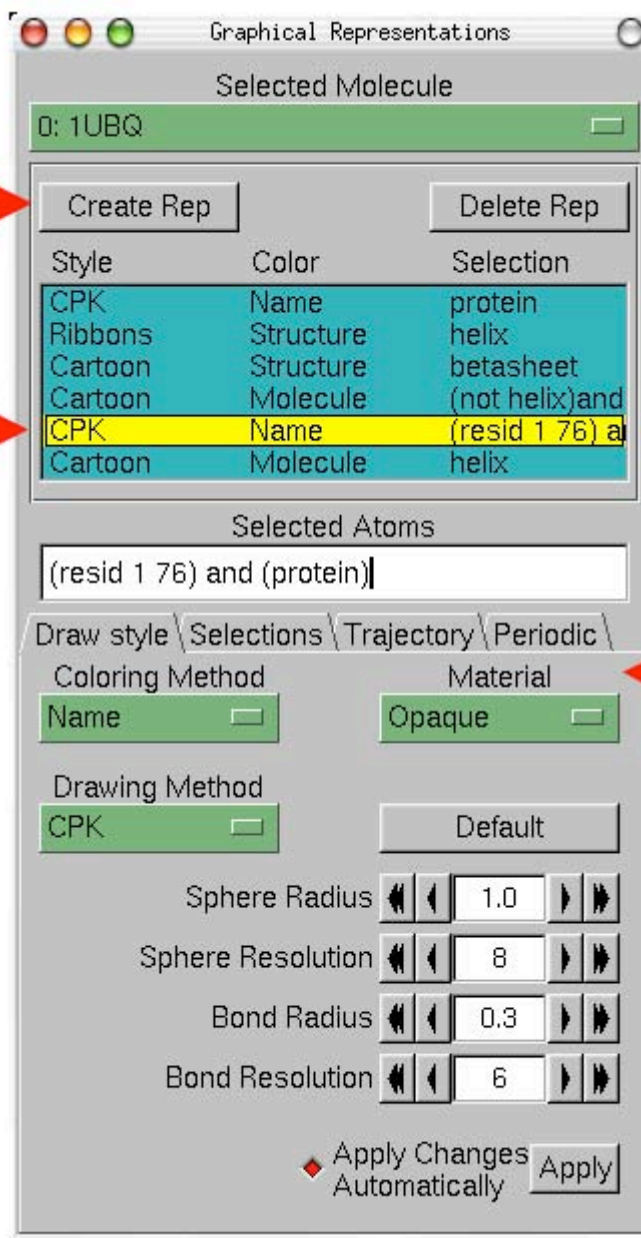 Graphical Representations
Selected Molecule
0: 1UBQ
Create Rep Delete Rep
Style Color Selection
CPK Name protein
Ribbons Structure helix
Cartoon Structure betasheet
Cartoon Molecule (not helix)and
CPK Name (resid 1 76) a
Cartoon Molecule helix
Selected Atoms
(resid 1 76) and (protein)
Draw style Selections Trajectory Periodic
Coloring Method Material
Name Opaque
Drawing Method
CPK Default
Sphere Radius 1.0
Sphere Resolution 8
Bond Radius 0.3
Bond Resolution 6
Apply Changes
Automatically Apply